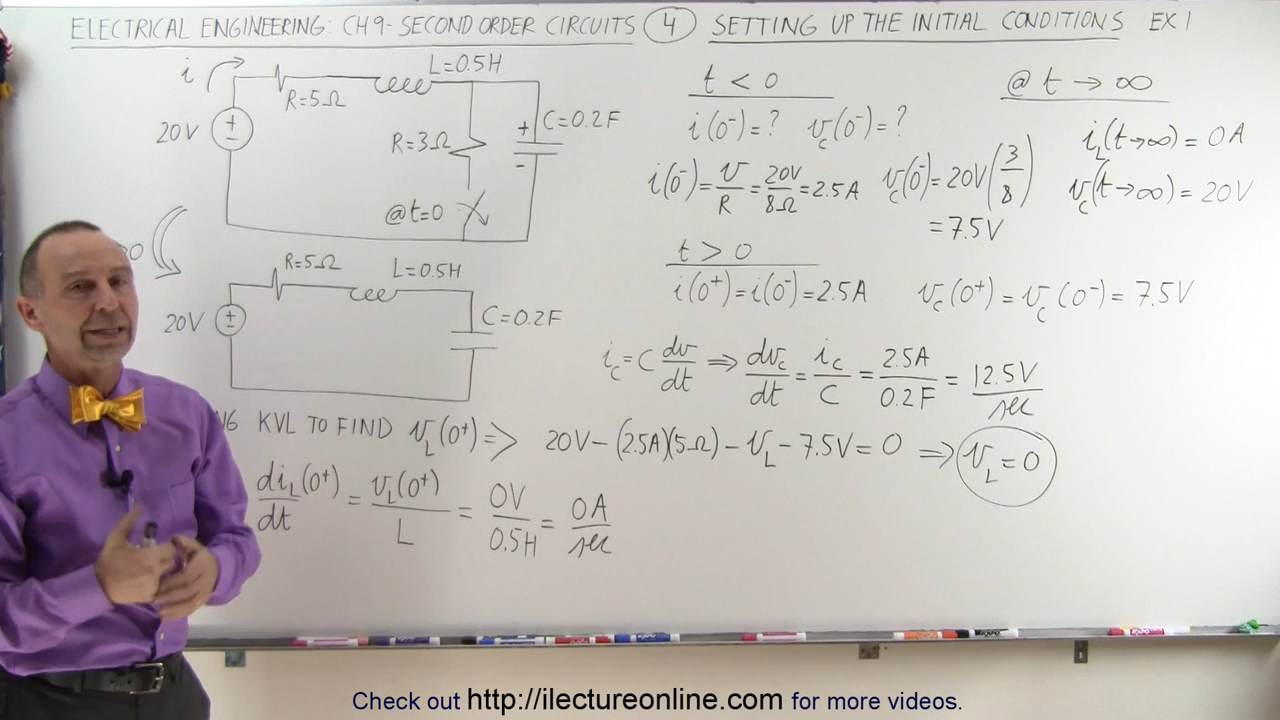 ELECTRICAL ENGINEERING: CH 9- SECOND ORDER CIRCUITS 4 SETTING UP THE INITIAL CONDITIONS EX 1
i
R=5Ω
L=0.5H
20V
+
-
R=3Ω
+
-
C=0.2F
@t=0
R=5Ω
L=0.5H
20V
+
-
C=0.2F
t < 0
i(0⁻)=? v_c(0⁻)=?
i(0⁻)=v/R=20V/8Ω=2.5A v_c(0⁻)=20V(3/8)
=7.5V
@ t → ∞
i_L(t→∞) = 0A
v_c(t→∞) = 20V
t > 0
i(0⁺)=i(0⁻)=2.5A v_c(0⁺)=v_c(0⁻)=7.5V
i_c=C dv/dt ⇒ dv_c/dt = i_c/C = 2.5A/0.2F = 12.5V/sec
KVL TO FIND v_L(0⁺)=> 20V-(2.5A)(5Ω)-v_L-7.5V=0 ⇒ v_L=0
di_L(0⁺)/dt = v_L(0⁺)/L = 0V/0.5H = 0A/sec
Check out http://ilectureonline.com for more videos.